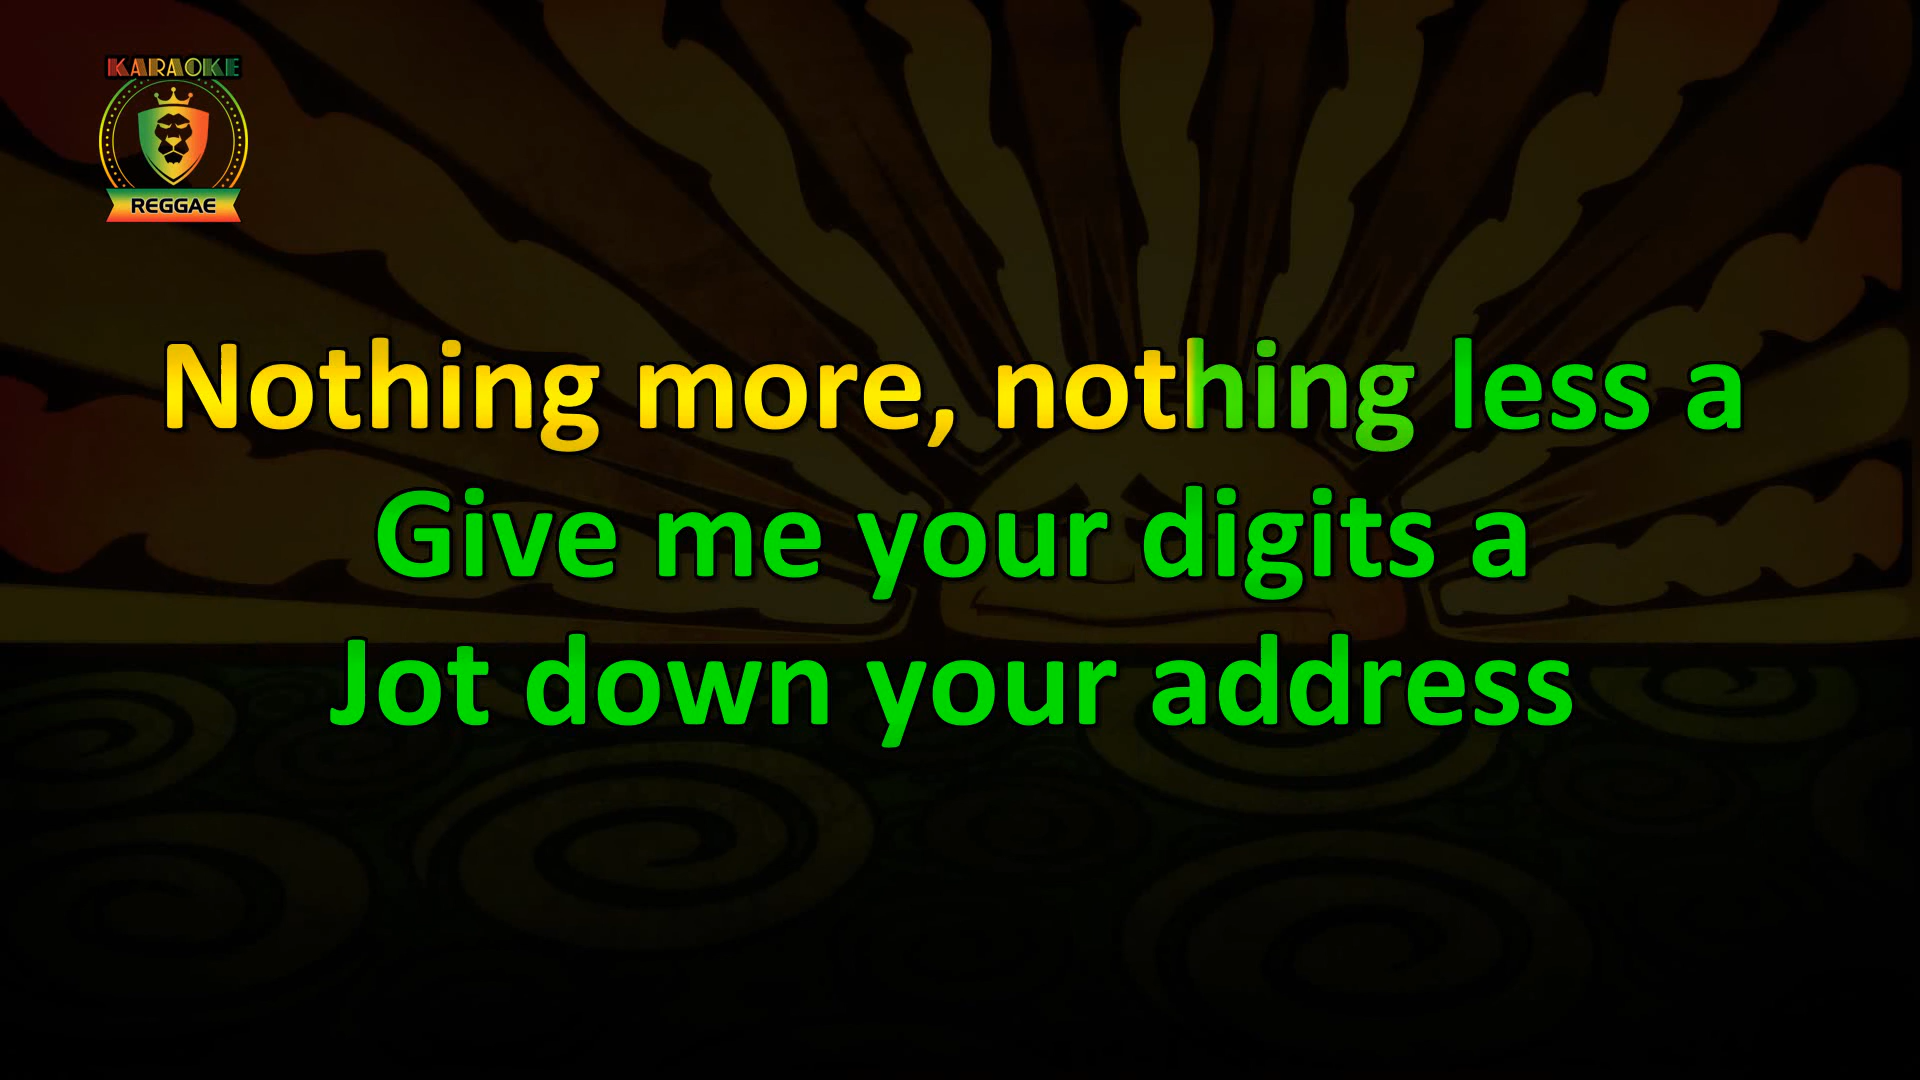 KARAOKE
REGGAE
Nothing more, nothing less a
Give me your digits a
Jot down your address